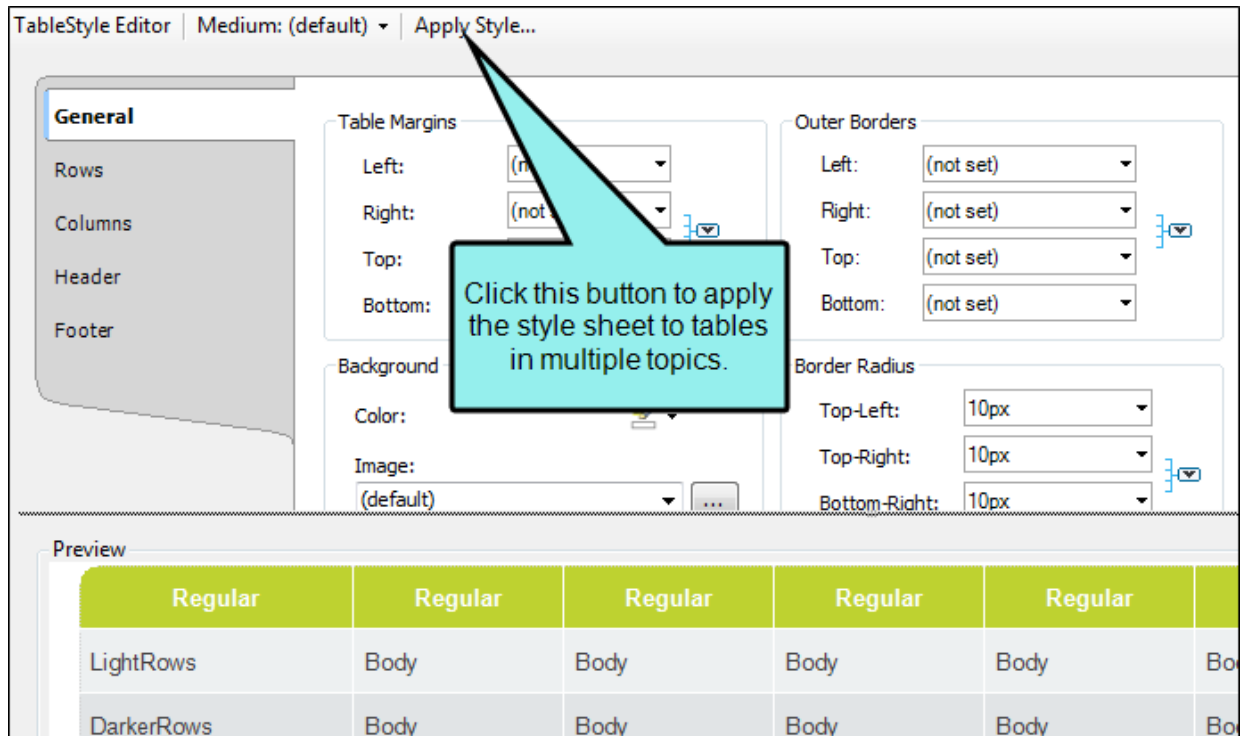 TableStyle Editor Medium: (default) Apply Style...
General
Rows
Columns
Header
Footer
Table Margins
Left:
Right: (not
Top:
Bottom:
Outer Borders
Left: (not set)
Right: (not set)
Top: (not set)
Bottom: (not set)
Click this button to apply
the style sheet to tables
in multiple topics.
Background
Color:
Image:
(default) ...
Border Radius
Top-Left: 10px
Top-Right: 10px
Bottom-Right: 10px
Preview
Regular Regular Regular Regular Regular
LightRows Body Body Body Body
DarkerRows Body Body Body Body